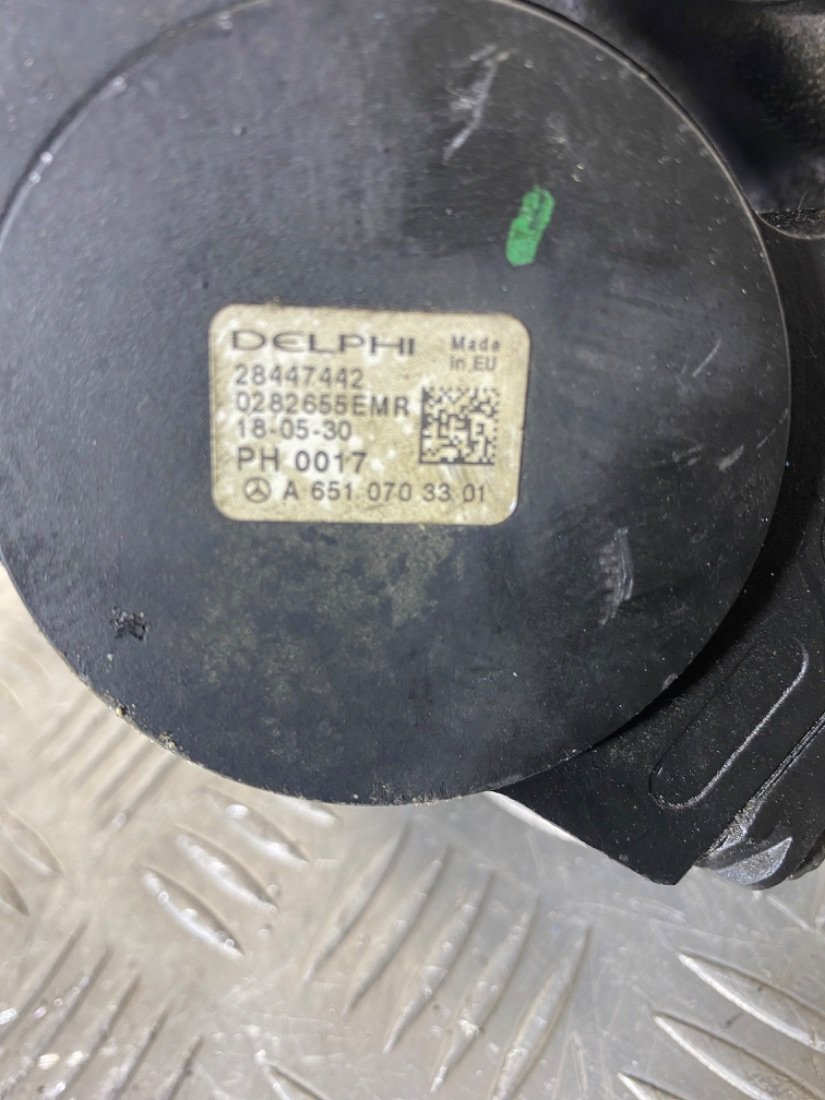 DELPHI
Made
in EU
28447442
0282655EMR
18-05-30
PH 0017
A 651 070 33 01